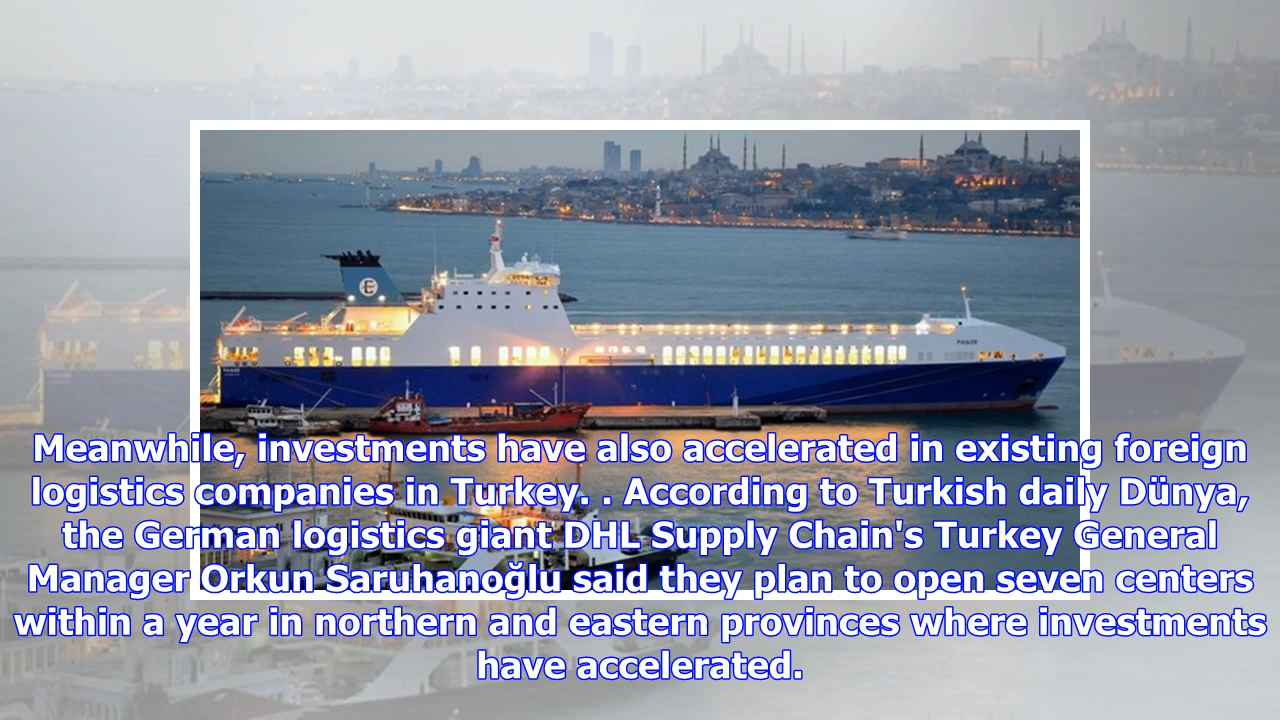 PAQIZE
Meanwhile, investments have also accelerated in existing foreign
logistics companies in Turkey. . According to Turkish daily Dünya,
the German logistics giant DHL Supply Chain's Turkey General
Manager Orkun Saruhanoğlu said they plan to open seven centers
within a year in northern and eastern provinces where investments
have accelerated.